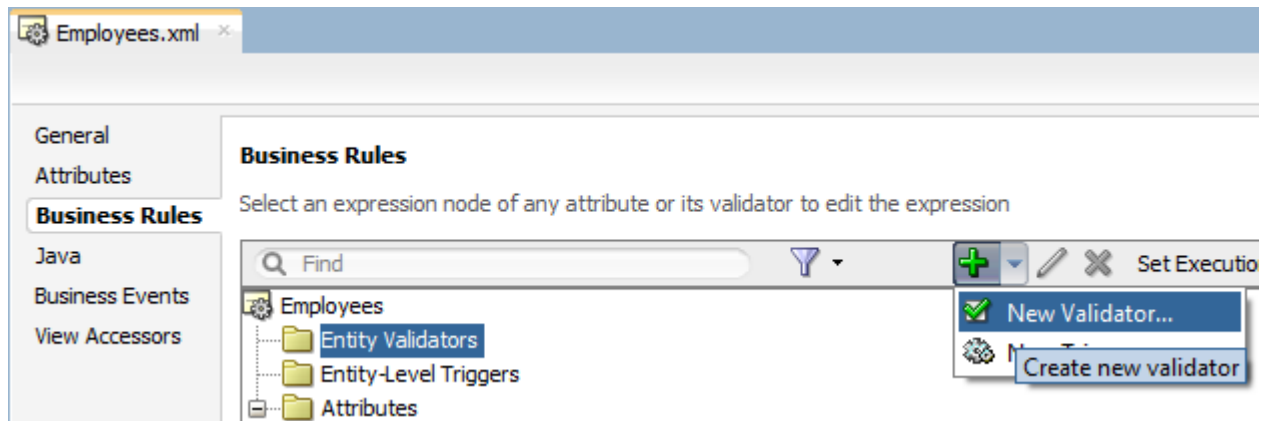 Employees.xml
General
Attributes
Business Rules
Java
Business Events
View Accessors
Business Rules
Select an expression node of any attribute or its validator to edit the expression
Find
Set Executio
Employees
Entity Validators
Entity-Level Triggers
Attributes
New Validator...
Create new validator